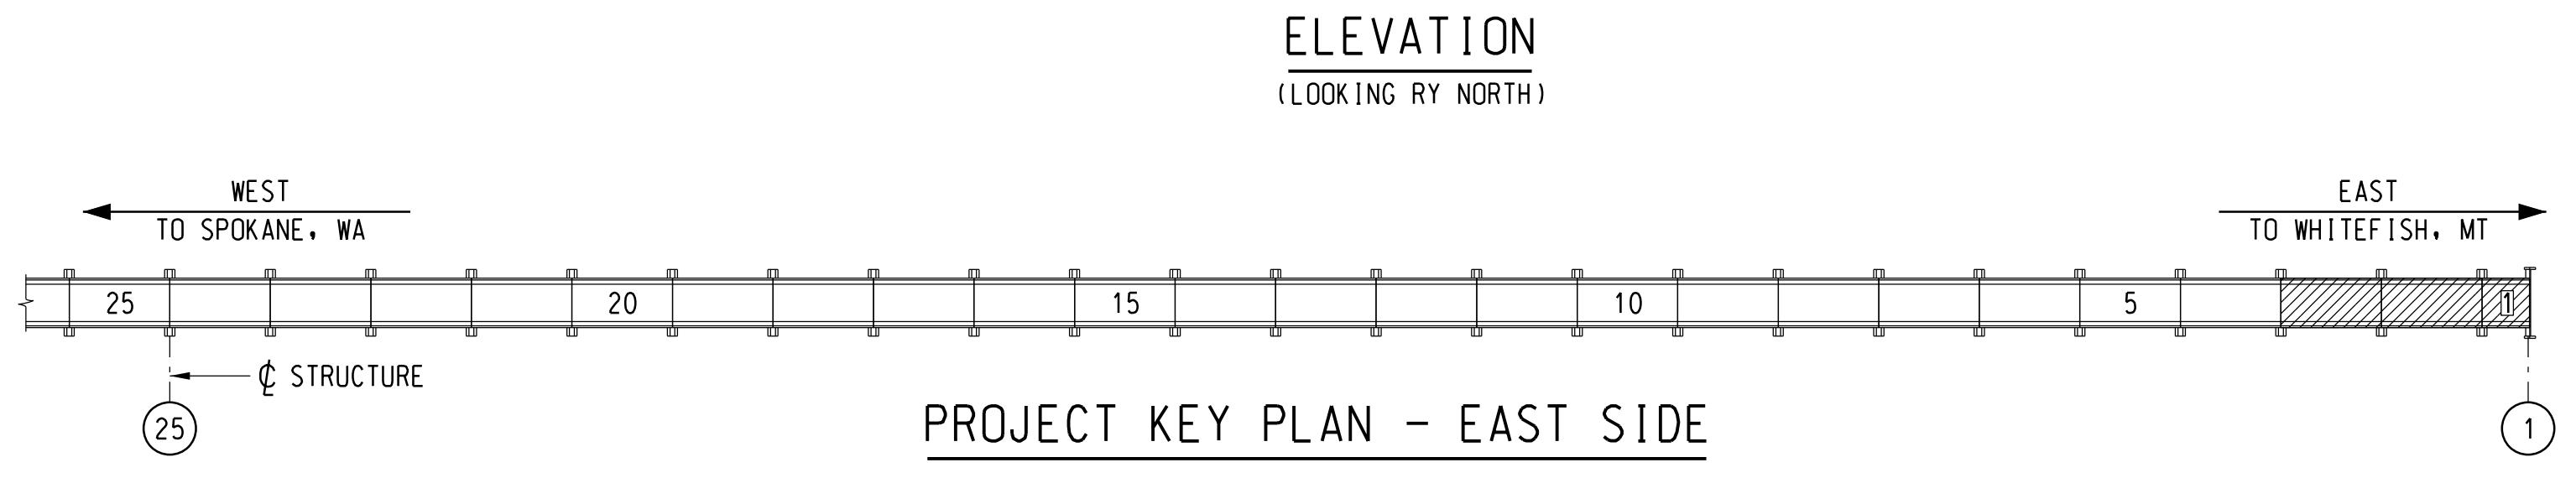 ELEVATION
(LOOKING RY NORTH)
WEST
TO SPOKANE, WA
EAST
TO WHITEFISH, MT
25 20 15 10 5 1
℄ STRUCTURE
25
1
PROJECT KEY PLAN - EAST SIDE